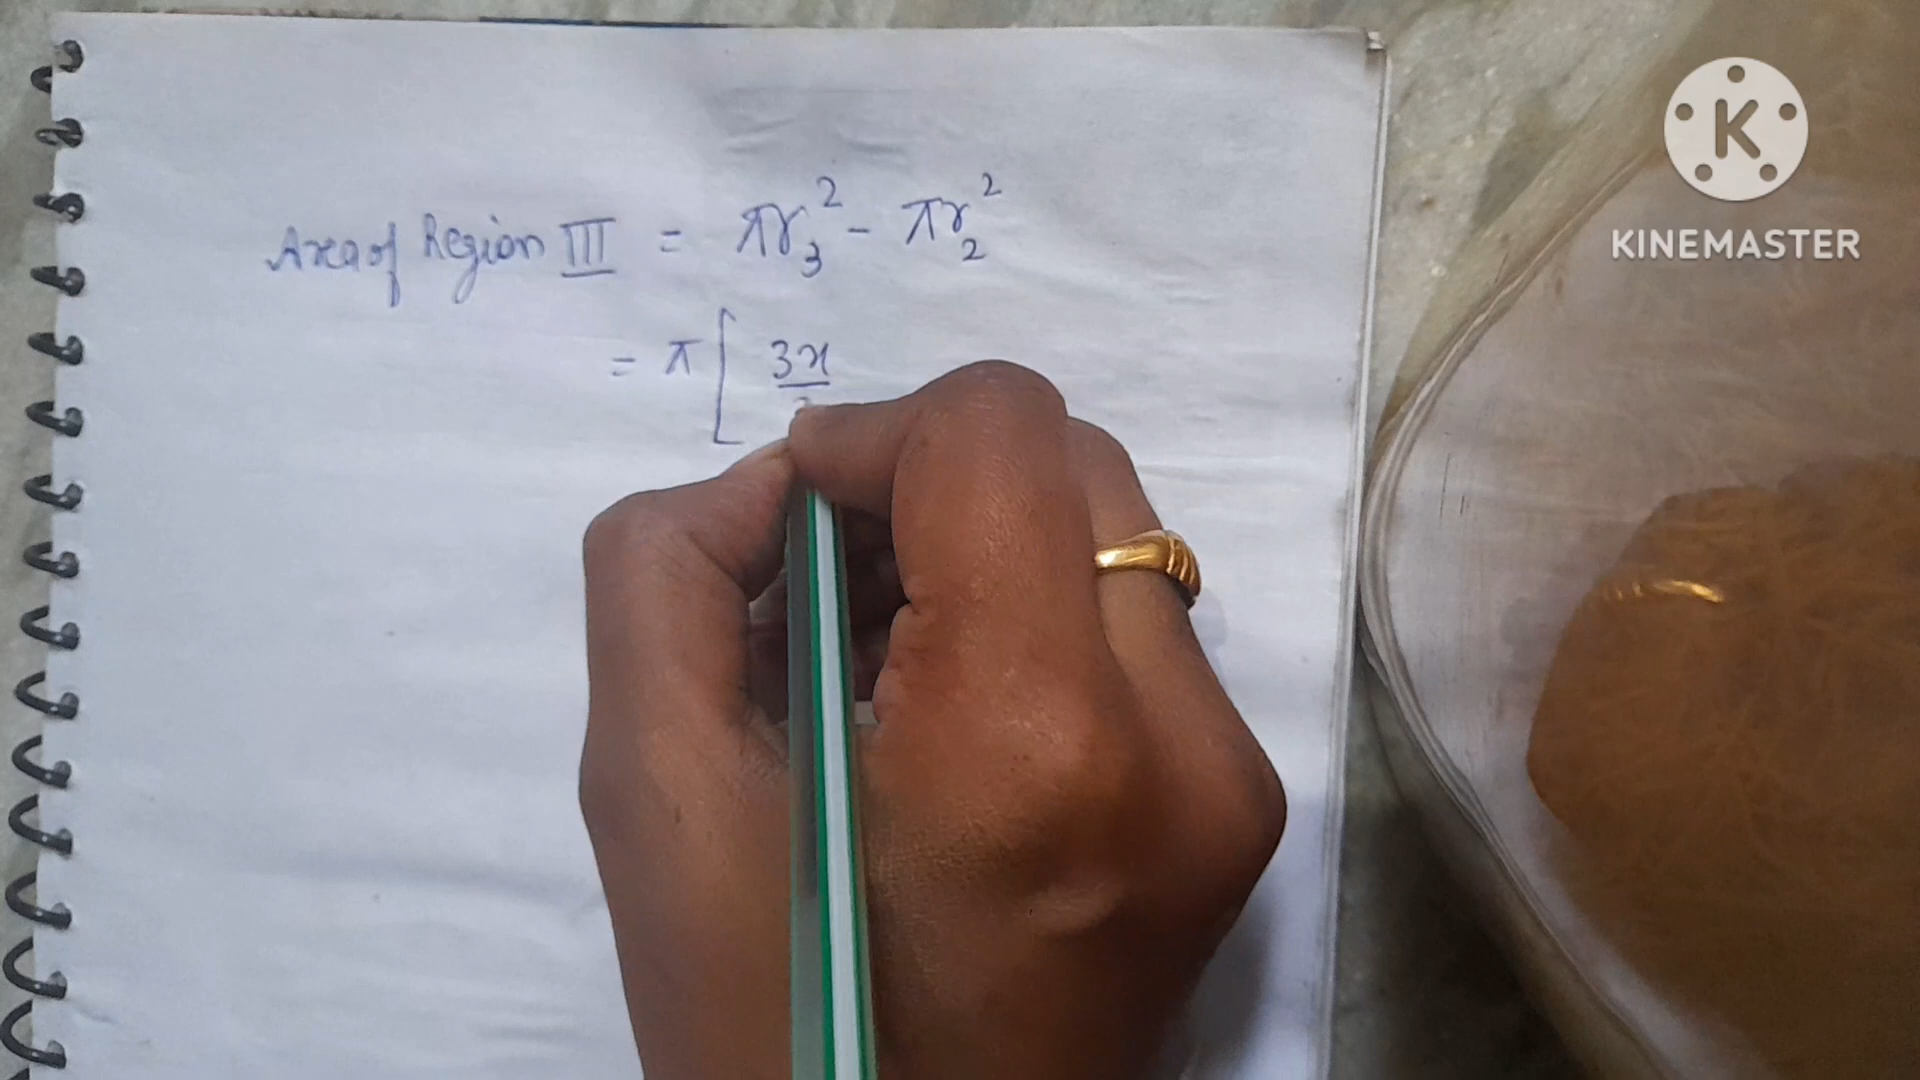 Area of Region III = πr₃² - πr₂²
= π [ 3x
K
KINEMASTER